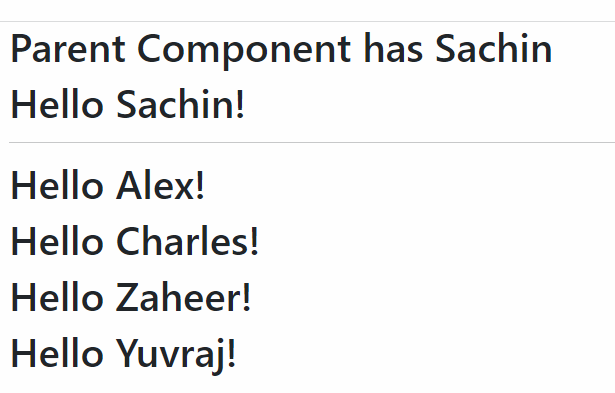 Parent Component has Sachin
Hello Sachin!
Hello Alex!
Hello Charles!
Hello Zaheer!
Hello Yuvraj!